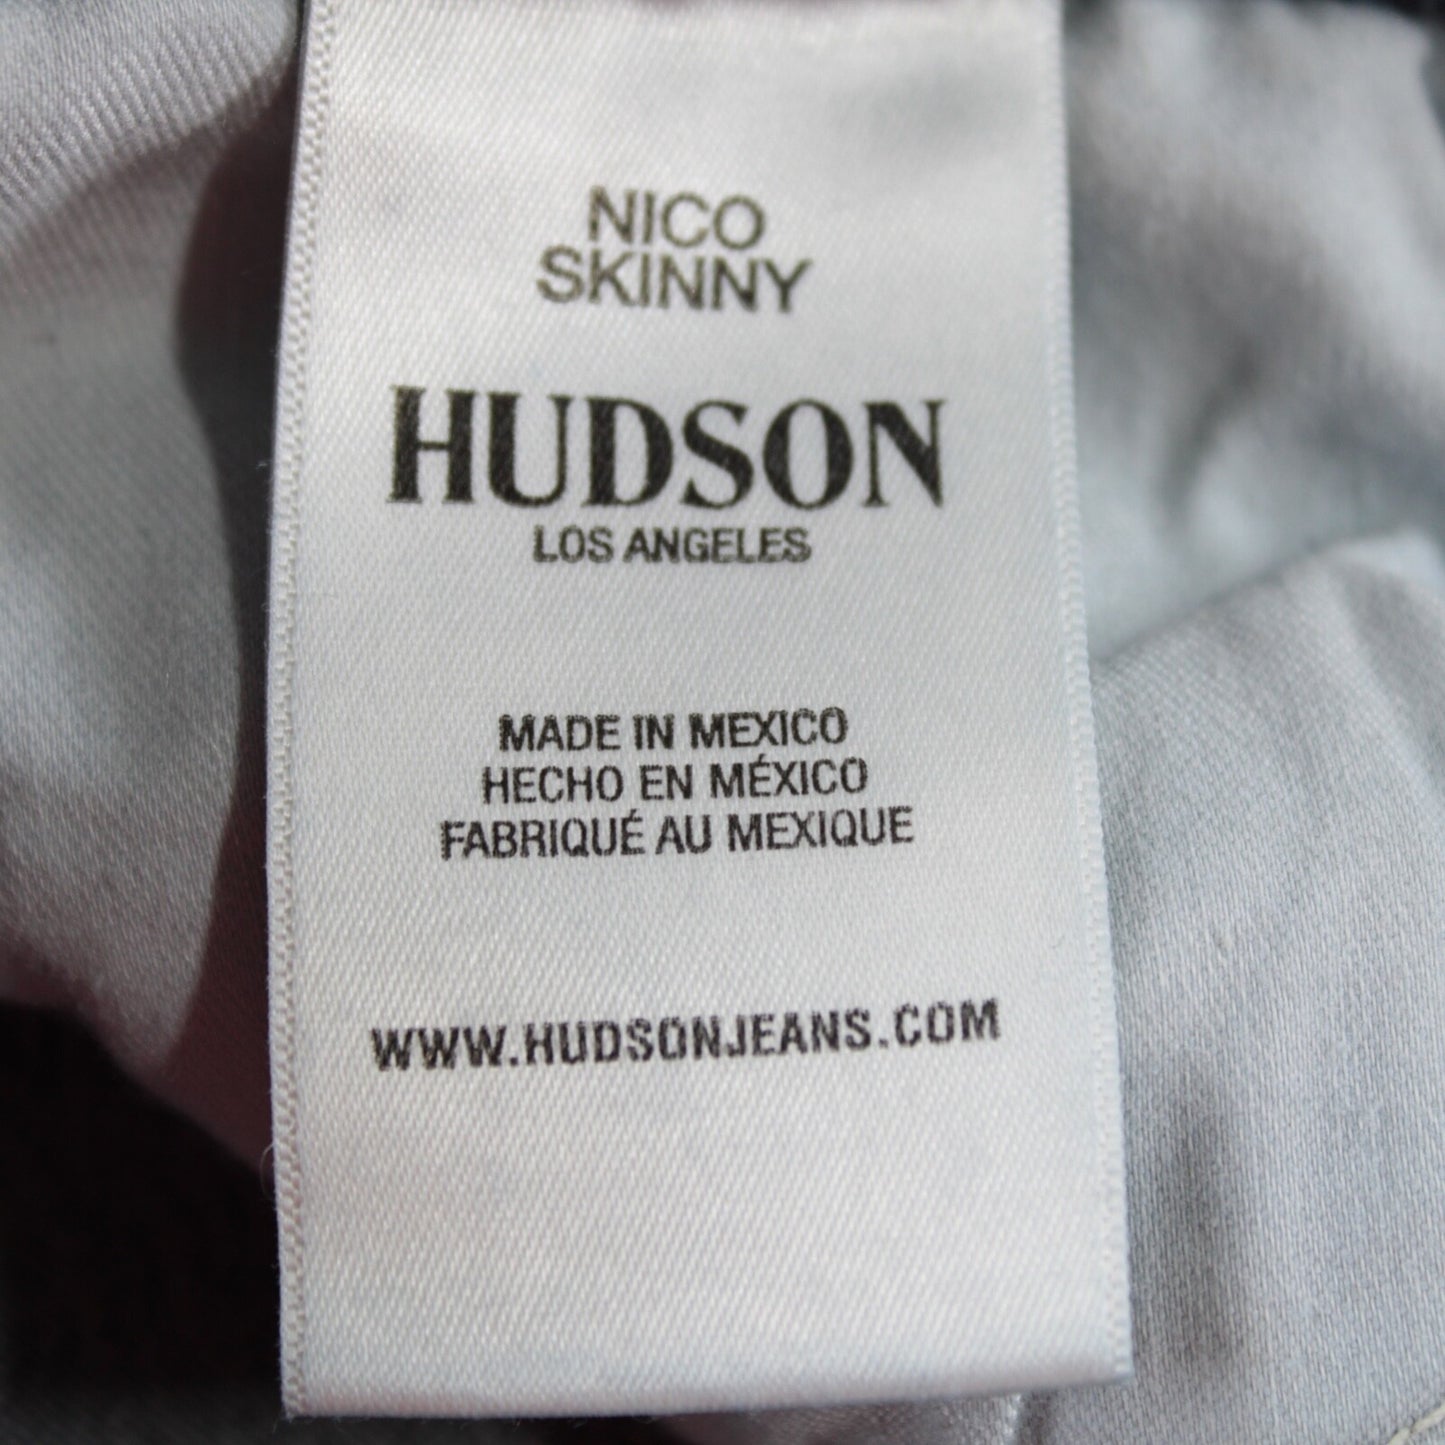 NICO
SKINNY
HUDSON
LOS ANGELES
MADE IN MEXICO
HECHO EN MÉXICO
FABRIQUÉ AU MEXIQUE
WWW.HUDSONJEANS.COM